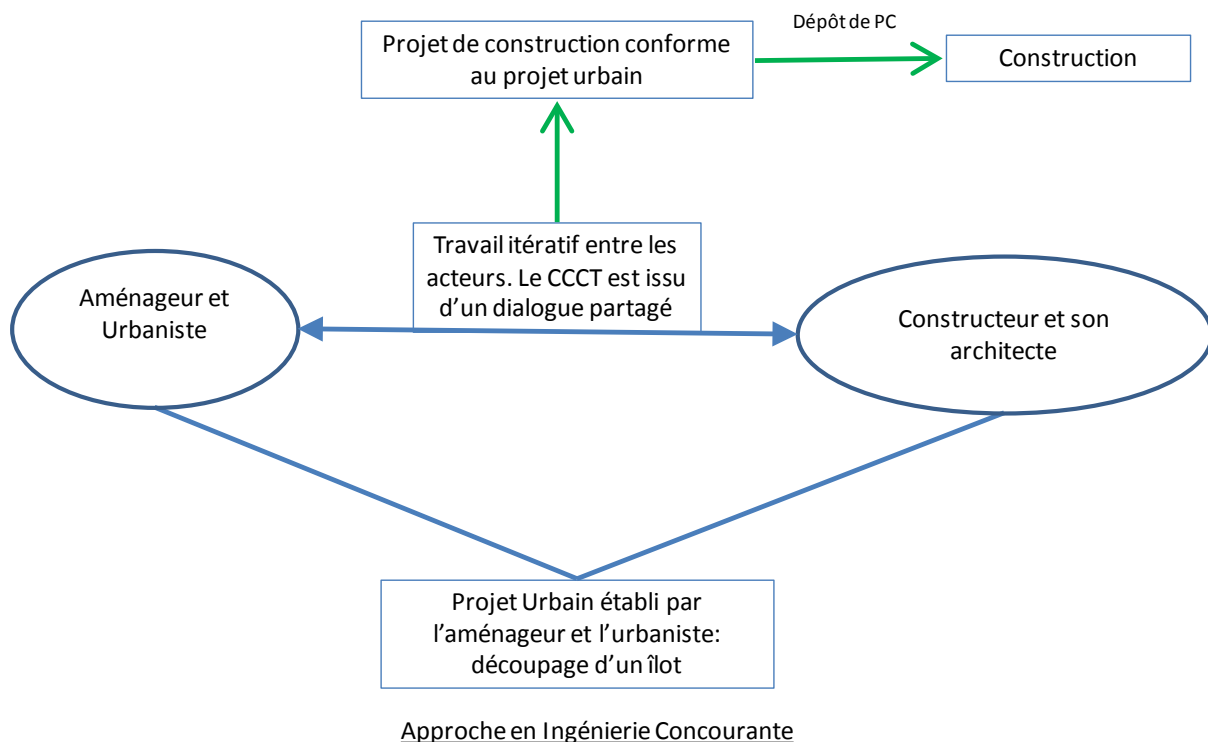 Dépôt de PC
Projet de construction conforme
au projet urbain
Construction
Travail itératif entre les
acteurs. Le CCCT est issu
d'un dialogue partagé
Aménageur et
Urbaniste
Constructeur et son
architecte
Projet Urbain établi par
l'aménageur et l'urbaniste:
découpage d'un îlot
Approche en Ingénierie Concourante